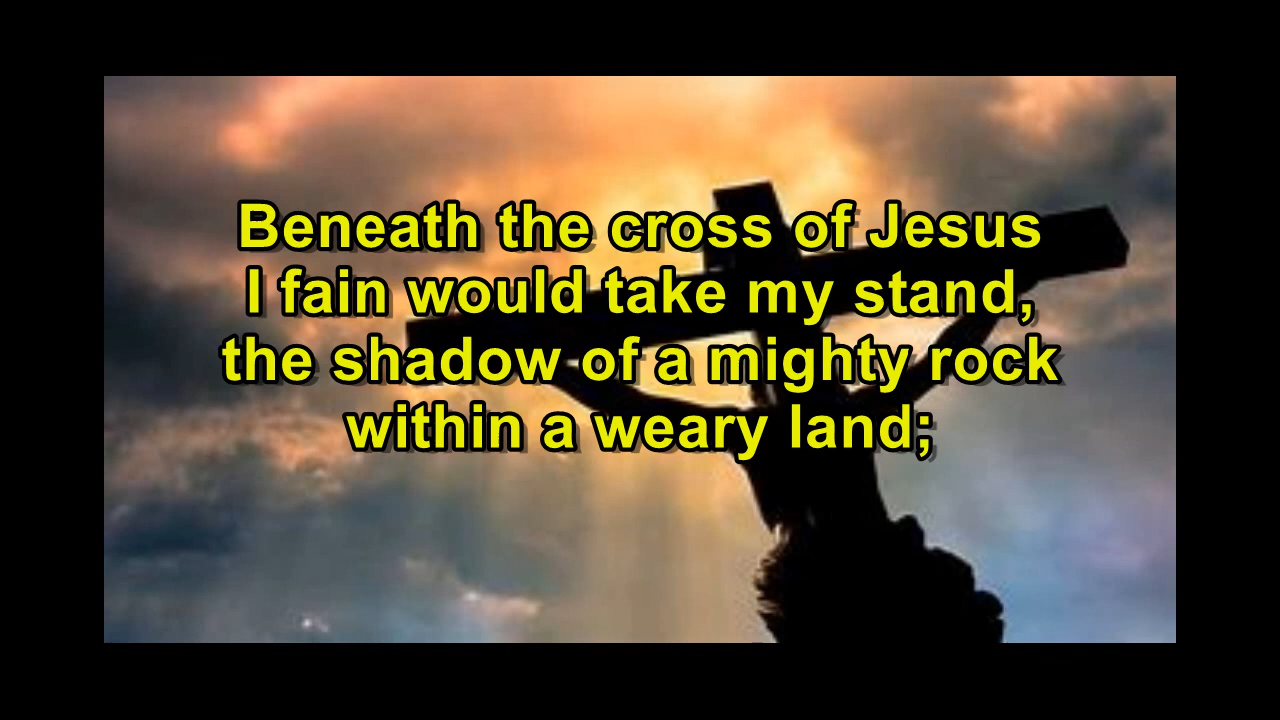 Beneath the cross of Jesus
I fain would take my stand,
the shadow of a mighty rock
within a weary land;